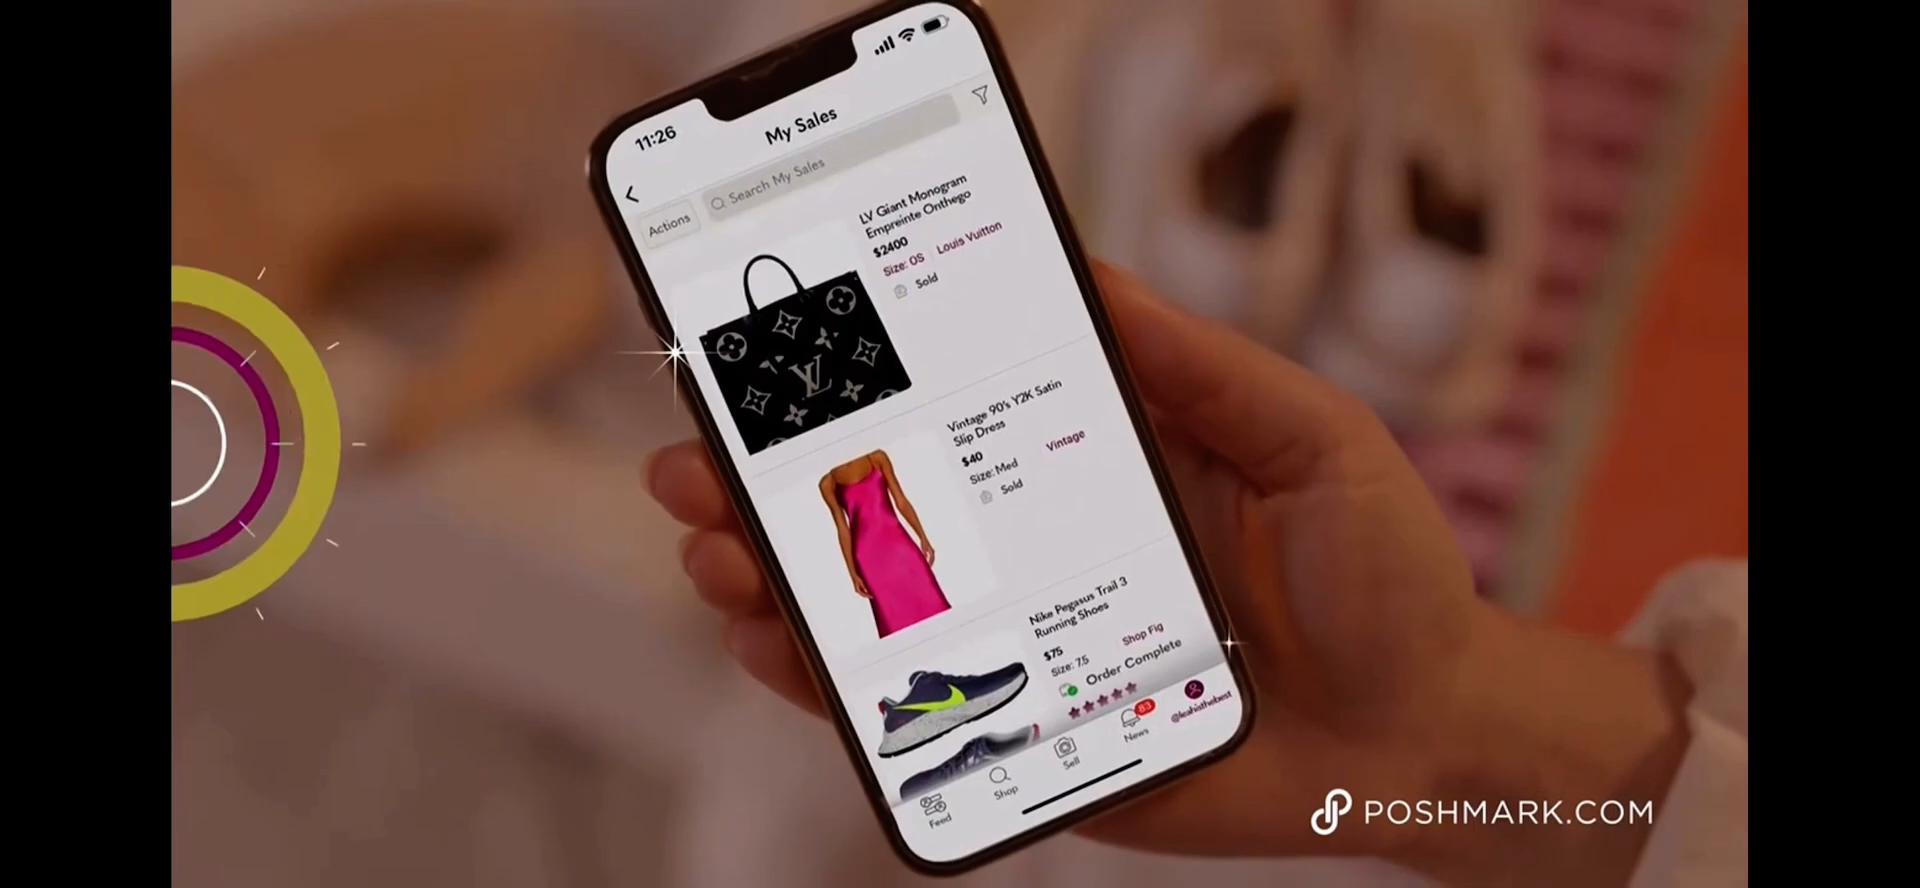 11:26
My Sales
Actions
Search My Sales
LV Giant Monogram
Empreinte Onthego
$2400
Size: OS
Louis Vuitton
Sold
Vintage 90's Y2K Satin
Slip Dress
$40
Size: Med
Vintage
Sold
Nike Pegasus Trail 3
Running Shoes
$75
Size: 7.5
Shop Fig
Order Complete
Feed
Shop
Sell
83
News
@leahisthebest
POSHMARK.COM